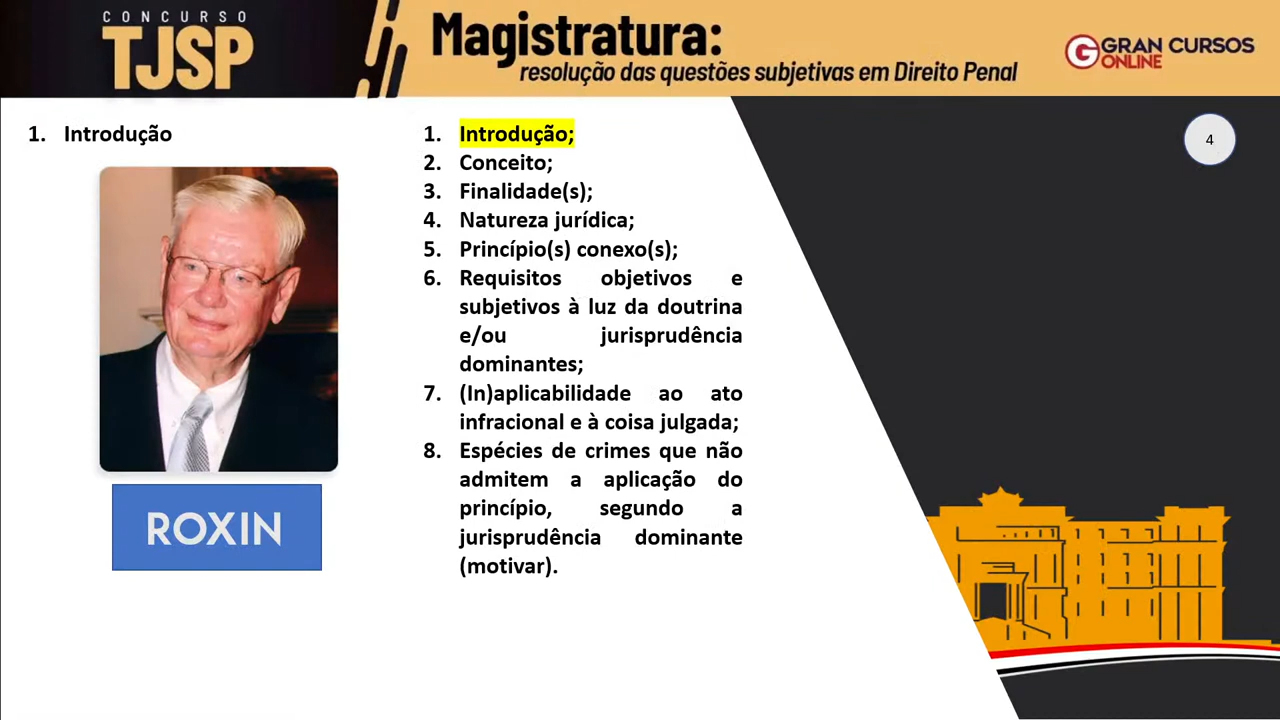 CONCURSO
TJSP
Magistratura:
resolução das questões subjetivas em Direito Penal
G GRAN CURSOS
ONLINE
1. Introdução
ROXIN
1. Introdução;
2. Conceito;
3. Finalidade(s);
4. Natureza jurídica;
5. Princípio(s) conexo(s);
6. Requisitos objetivos e
subjetivos à luz da doutrina
e/ou jurisprudência
dominantes;
7. (In)aplicabilidade ao ato
infracional e à coisa julgada;
8. Espécies de crimes que não
admitem a aplicação do
princípio, segundo a
jurisprudência dominante
(motivar).
4